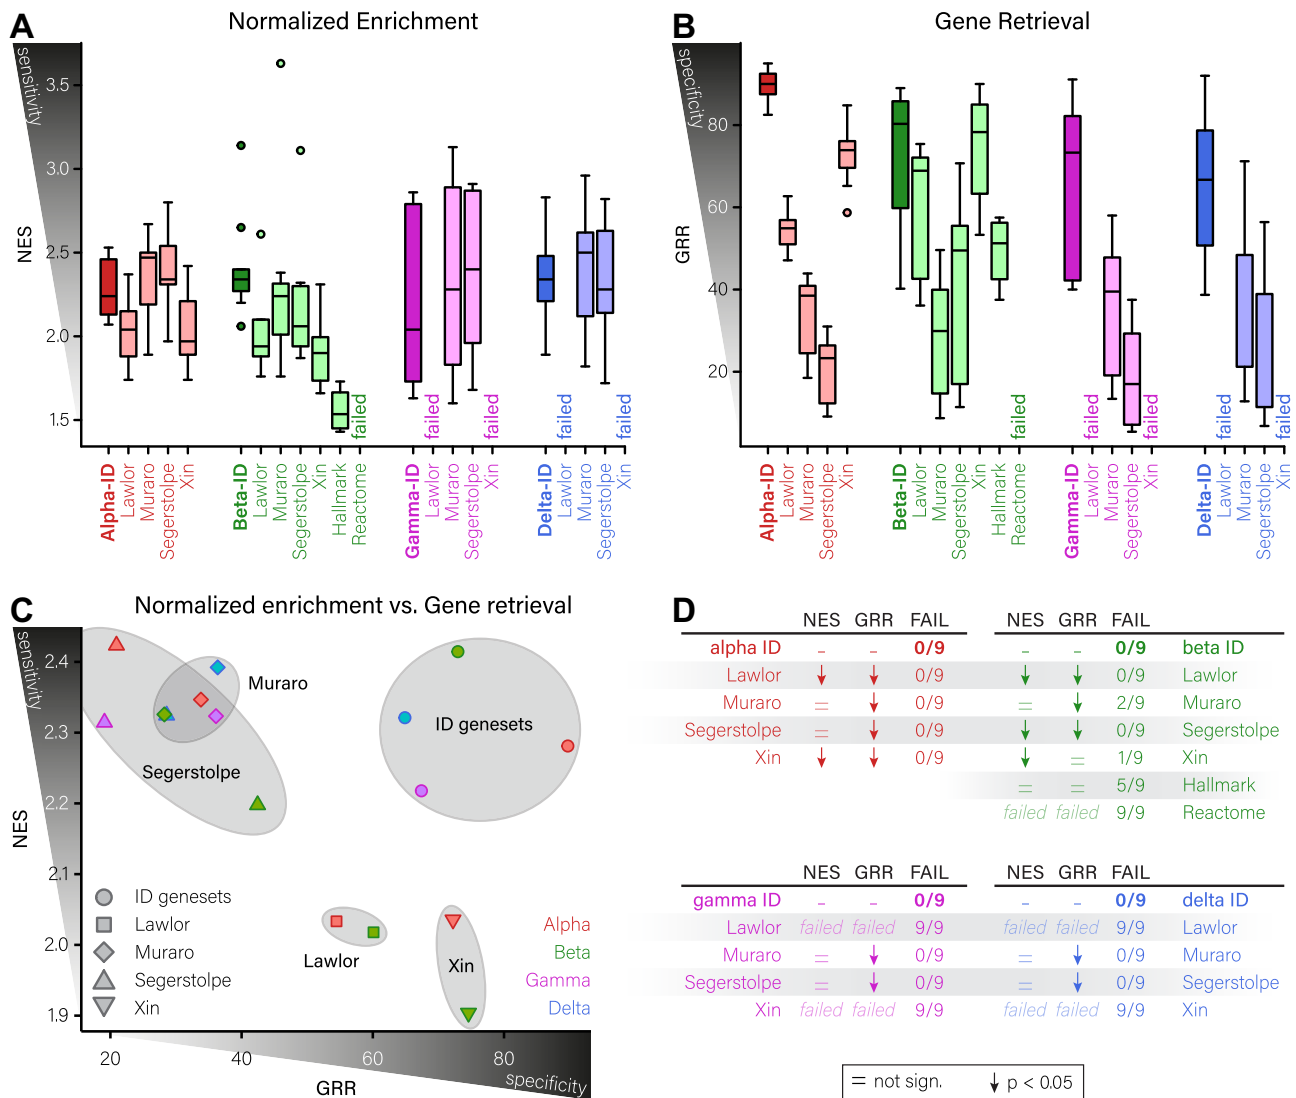 A
Normalized Enrichment
sensitivity
NES
3.5
3.0
2.5
2.0
1.5
failed
failed
failed
failed
failed
Alpha-ID
Lawlor
Muraro
Segerstolpe
Xin
Beta-ID
Lawlor
Muraro
Segerstolpe
Xin
Hallmark
Reactome
Gamma-ID
Lawlor
Muraro
Segerstolpe
Xin
Delta-ID
Lawlor
Muraro
Segerstolpe
Xin
B
Gene Retrieval
specificity
GRR
80
60
40
20
failed
failed
failed
failed
failed
Alpha-ID
Lawlor
Muraro
Segerstolpe
Xin
Beta-ID
Lawlor
Muraro
Segerstolpe
Xin
Hallmark
Reactome
Gamma-ID
Lawlor
Muraro
Segerstolpe
Xin
Delta-ID
Lawlor
Muraro
Segerstolpe
Xin
C
Normalized enrichment vs. Gene retrieval
sensitivity
NES
2.4
2.3
2.2
2.1
2.0
1.9
Muraro
ID genesets
Segerstolpe
Lawlor
Xin
ID genesets
Lawlor
Muraro
Segerstolpe
Xin
Alpha
Beta
Gamma
Delta
20 40 60 80
GRR
specificity
D
NES GRR FAIL
alpha ID - - 0/9
Lawlor ↓ ↓ 0/9
Muraro = ↓ 0/9
Segerstolpe = ↓ 0/9
Xin ↓ ↓ 0/9
NES GRR FAIL
- - 0/9 beta ID
↓ ↓ 0/9 Lawlor
= ↓ 2/9 Muraro
↓ ↓ 0/9 Segerstolpe
↓ = 1/9 Xin
= = 5/9 Hallmark
failed failed 9/9 Reactome
NES GRR FAIL
gamma ID - - 0/9
Lawlor failed failed 9/9
Muraro = ↓ 0/9
Segerstolpe = ↓ 0/9
Xin failed failed 9/9
NES GRR FAIL
- - 0/9 delta ID
failed failed 9/9 Lawlor
= ↓ 0/9 Muraro
= ↓ 0/9 Segerstolpe
failed failed 9/9 Xin
= not sign. ↓ p < 0.05